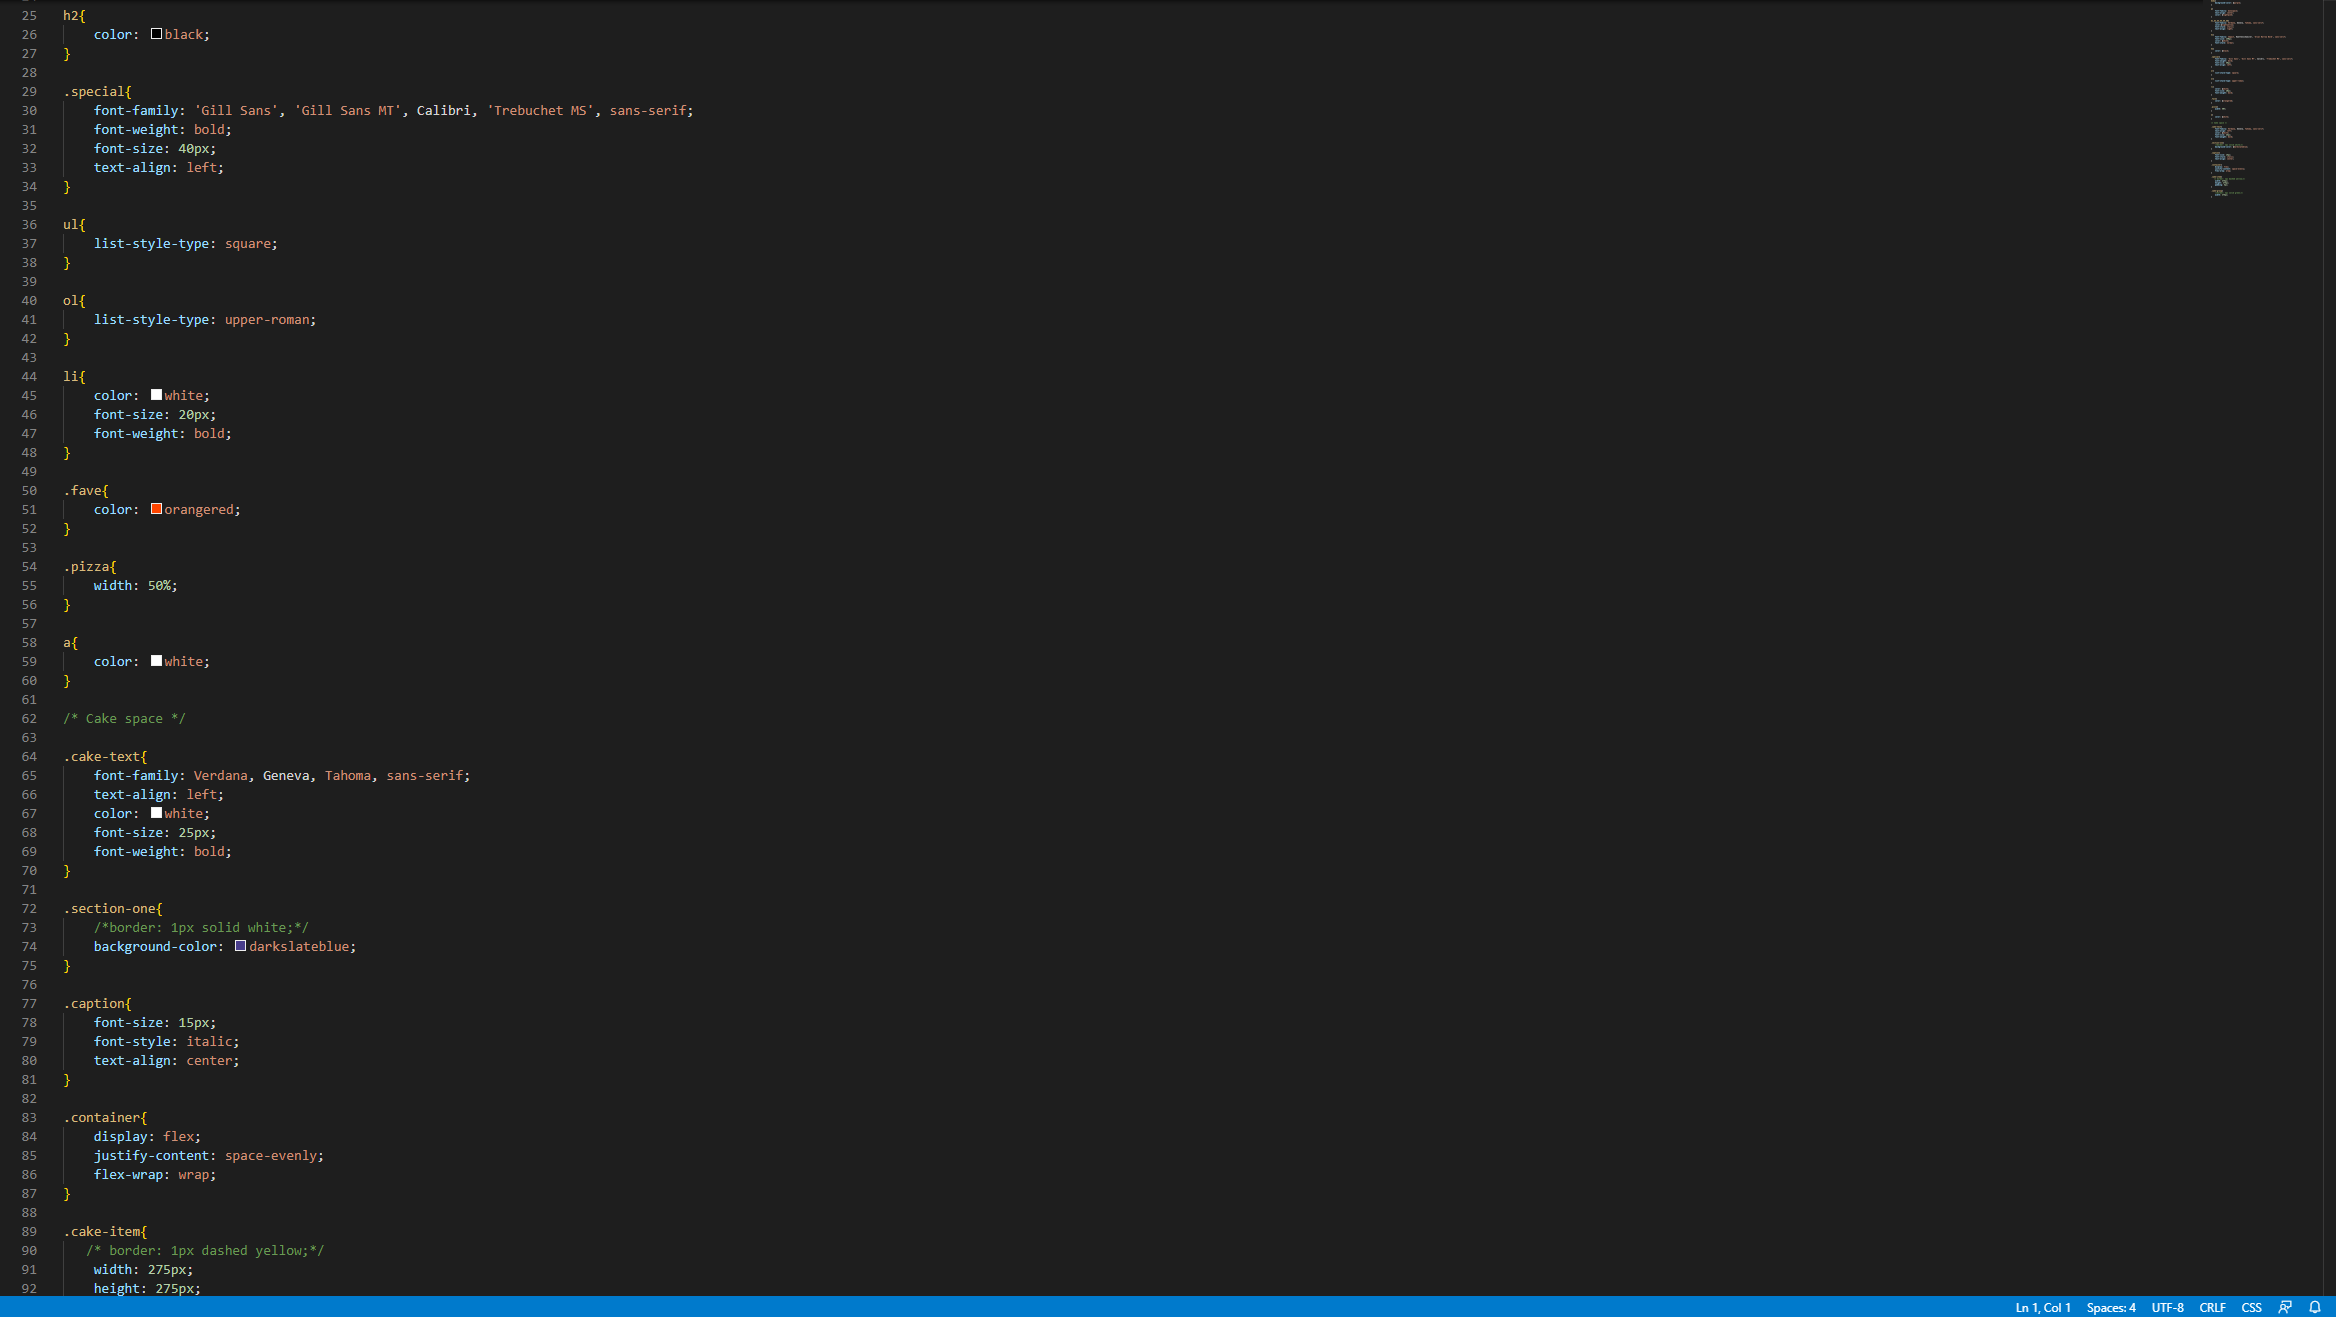 25 h2{
26 color: black;
27 }
28
29 .special{
30 font-family: 'Gill Sans', 'Gill Sans MT', Calibri, 'Trebuchet MS', sans-serif;
31 font-weight: bold;
32 font-size: 40px;
33 text-align: left;
34 }
35
36 ul{
37 list-style-type: square;
38 }
39
40 ol{
41 list-style-type: upper-roman;
42 }
43
44 li{
45 color: white;
46 font-size: 20px;
47 font-weight: bold;
48 }
49
50 .fave{
51 color: orangered;
52 }
53
54 .pizza{
55 width: 50%;
56 }
57
58 a{
59 color: white;
60 }
61
62 /* Cake space */
63
64 .cake-text{
65 font-family: Verdana, Geneva, Tahoma, sans-serif;
66 text-align: left;
67 color: white;
68 font-size: 25px;
69 font-weight: bold;
70 }
71
72 .section-one{
73 /*border: 1px solid white;*/
74 background-color: darkslateblue;
75 }
76
77 .caption{
78 font-size: 15px;
79 font-style: italic;
80 text-align: center;
81 }
82
83 .container{
84 display: flex;
85 justify-content: space-evenly;
86 flex-wrap: wrap;
87 }
88
89 .cake-item{
90 /* border: 1px dashed yellow;*/
91 width: 275px;
92 height: 275px;
Ln 1, Col 1 Spaces: 4 UTF-8 CRLF CSS